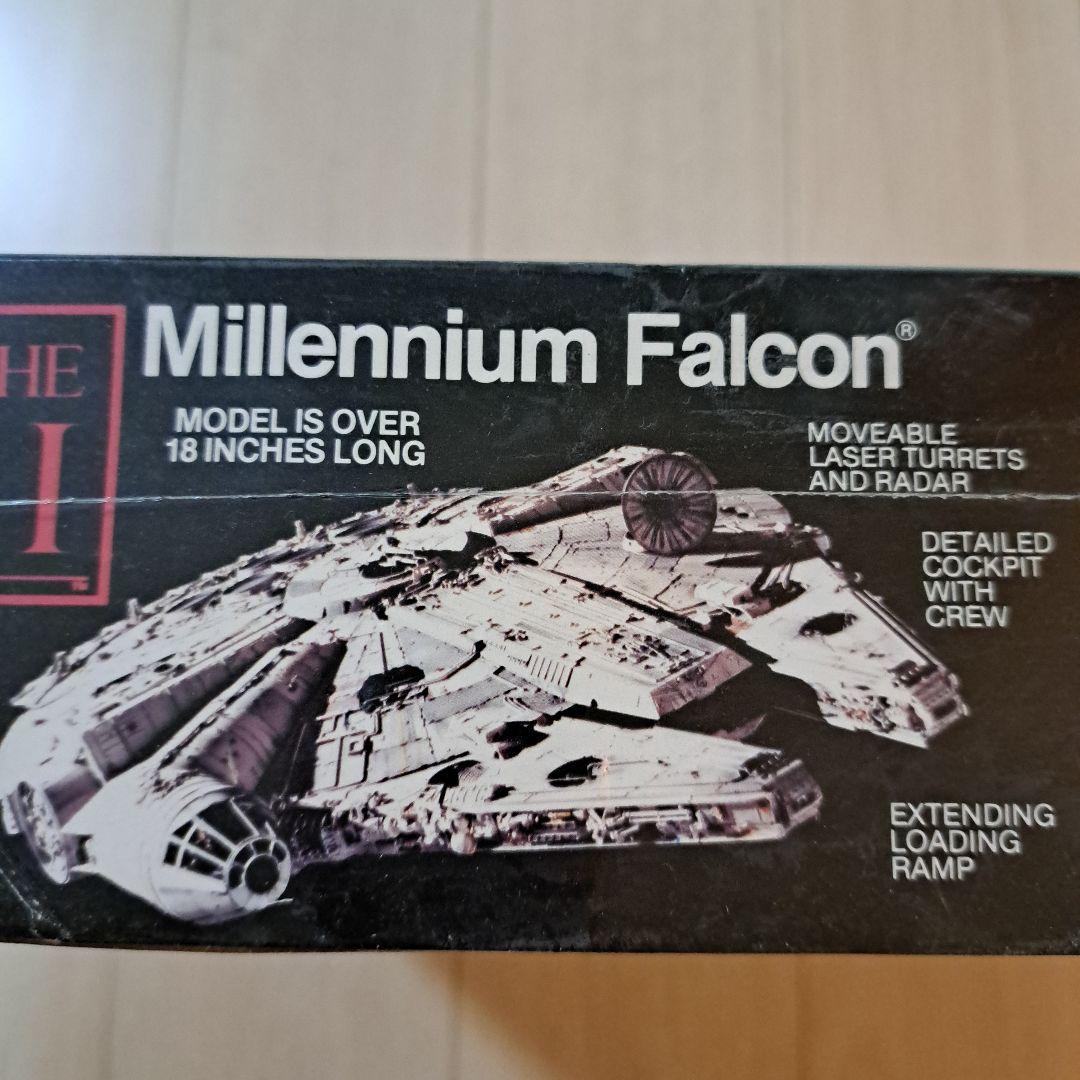 HE
I
TM
Millennium Falcon®
MODEL IS OVER
18 INCHES LONG
MOVEABLE
LASER TURRETS
AND RADAR
DETAILED
COCKPIT
WITH
CREW
EXTENDING
LOADING
RAMP